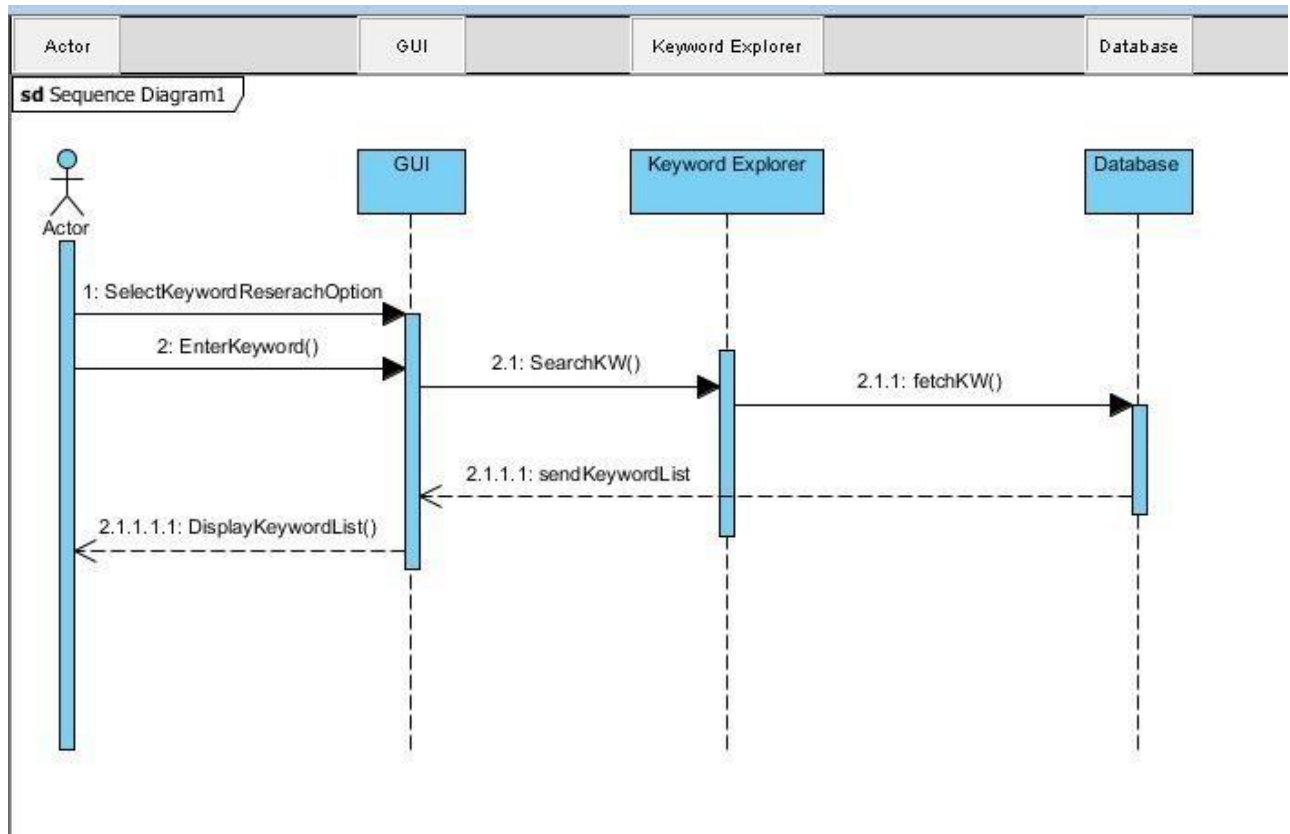 Actor
GUI
Keyword Explorer
Database
sd Sequence Diagram1
GUI
Keyword Explorer
Database
Actor
1: SelectKeywordReserachOption
2: EnterKeyword()
2.1: SearchKW()
2.1.1: fetchKW()
2.1.1.1: sendKeywordList
2.1.1.1.1: DisplayKeywordList()